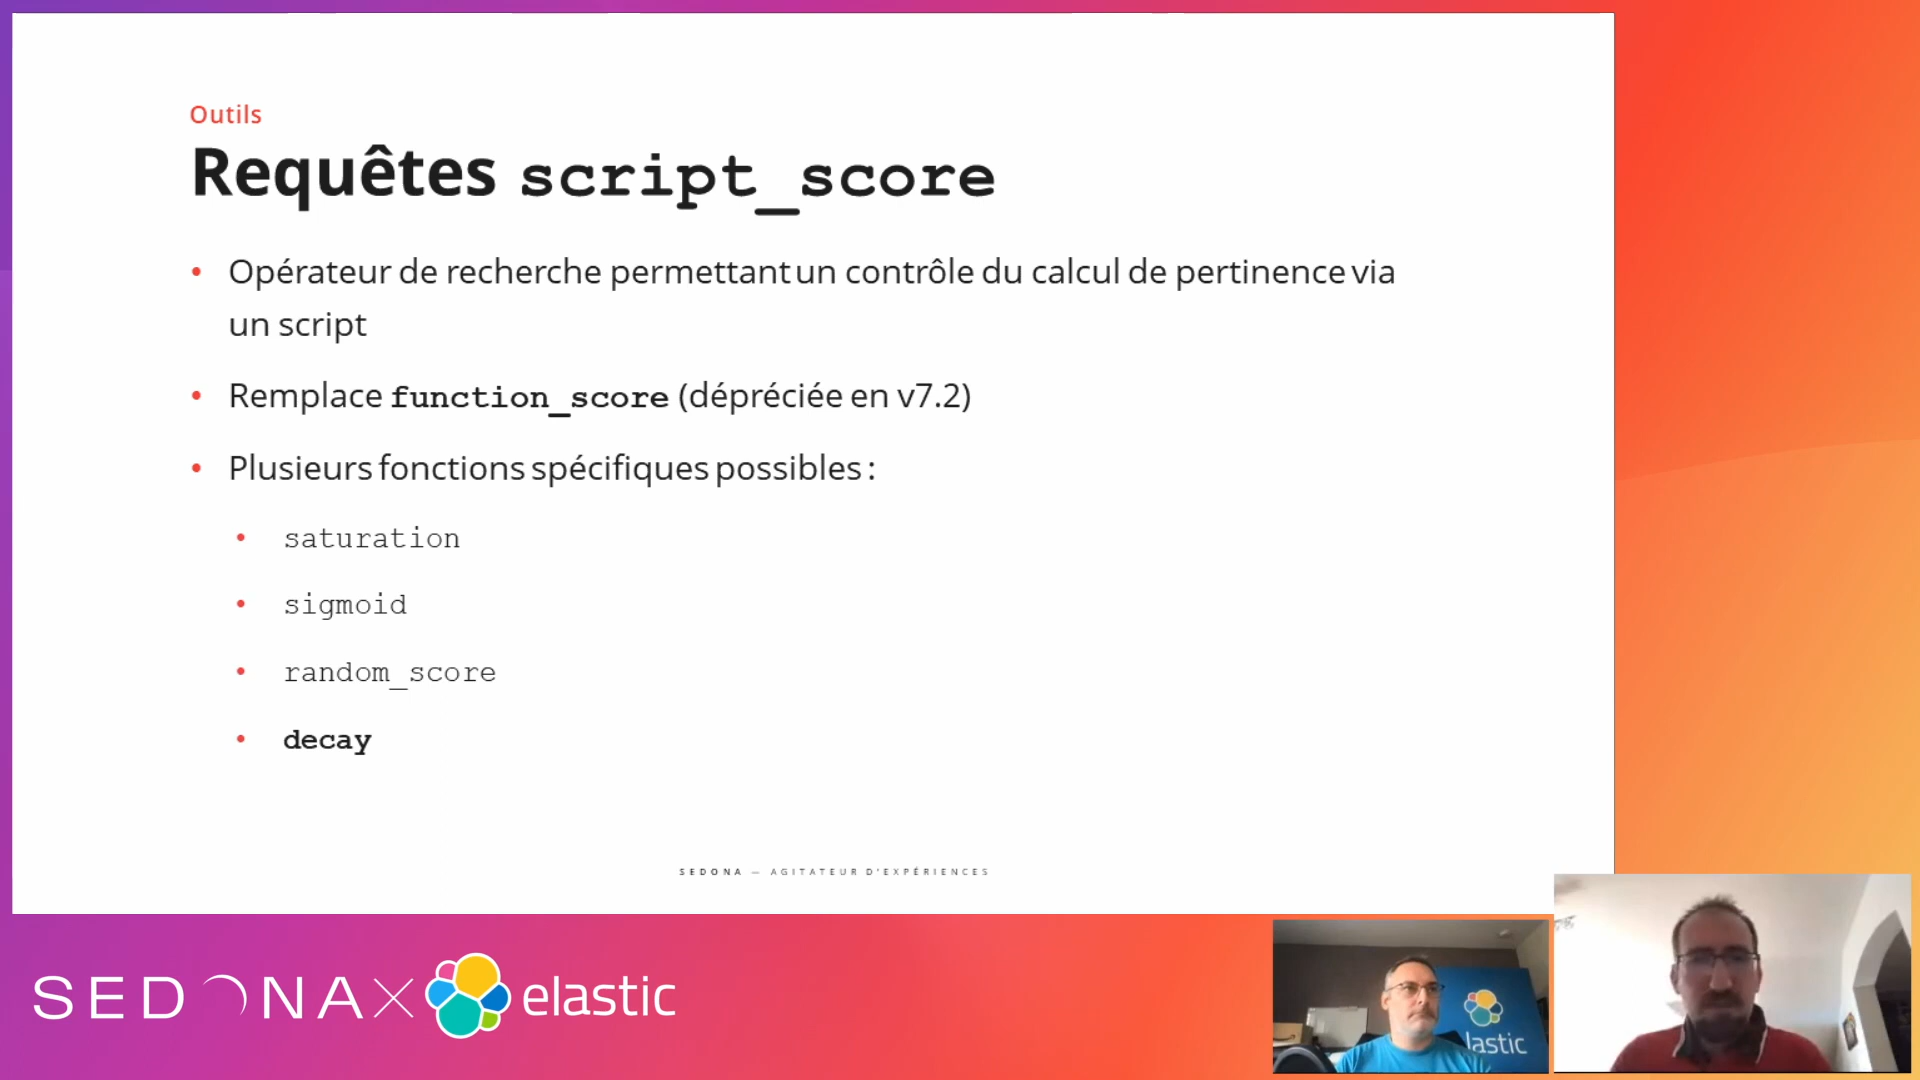 Outils
Requêtes script_score
• Opérateur de recherche permettant un contrôle du calcul de pertinence via
un script
• Remplace function_score (dépréciée en v7.2)
• Plusieurs fonctions spécifiques possibles :
• saturation
• sigmoid
• random_score
• decay
SEDONA — AGITATEUR D'EXPÉRIENCES
SEDONA X elastic
lastic